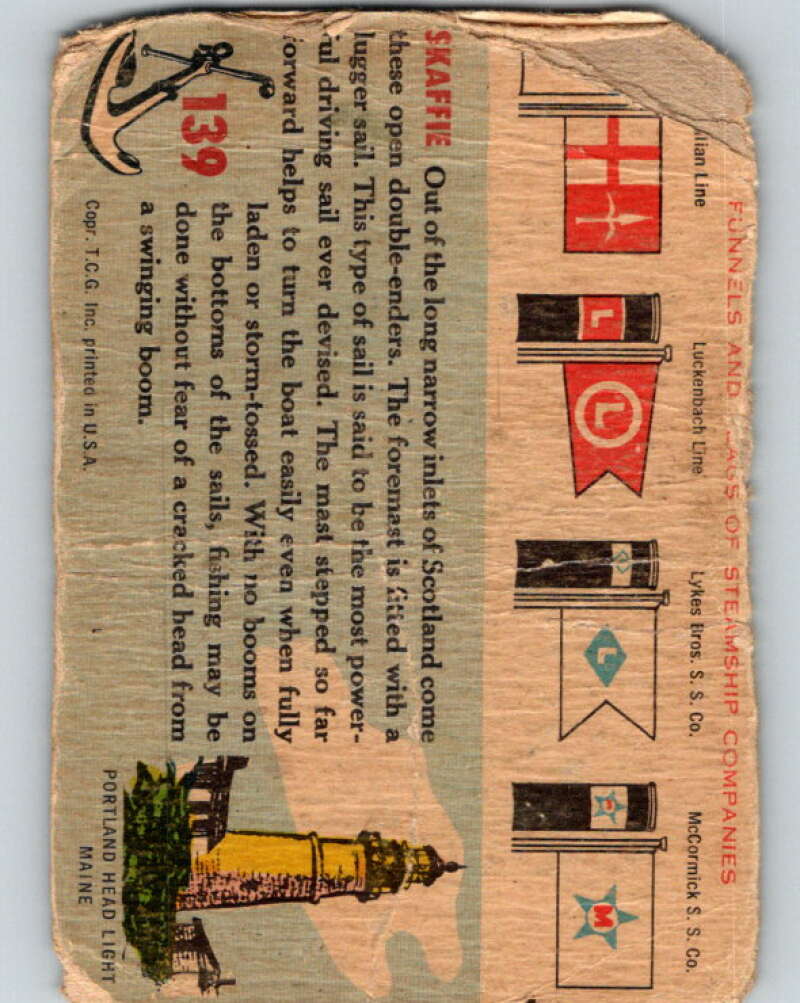 FUNNELS AND FLAGS OF STEAMSHIP COMPANIES
lian Line
Luckenbach Line
Lykes Bros. S. S. Co.
McCormick S. S. Co.
L
L
L
M
SKAFFIE Out of the long narrow inlets of Scotland come
these open double-enders. The foremast is fitted with a
lugger sail. This type of sail is said to be the most power-
ful driving sail ever devised. The mast stepped so far
forward helps to turn the boat easily even when fully
laden or storm-tossed. With no booms on
the bottoms of the sails, fishing may be
done without fear of a cracked head from
a swinging boom.
139
Copr. T.C.G. Inc. printed in U.S.A.
PORTLAND HEAD LIGHT
MAINE